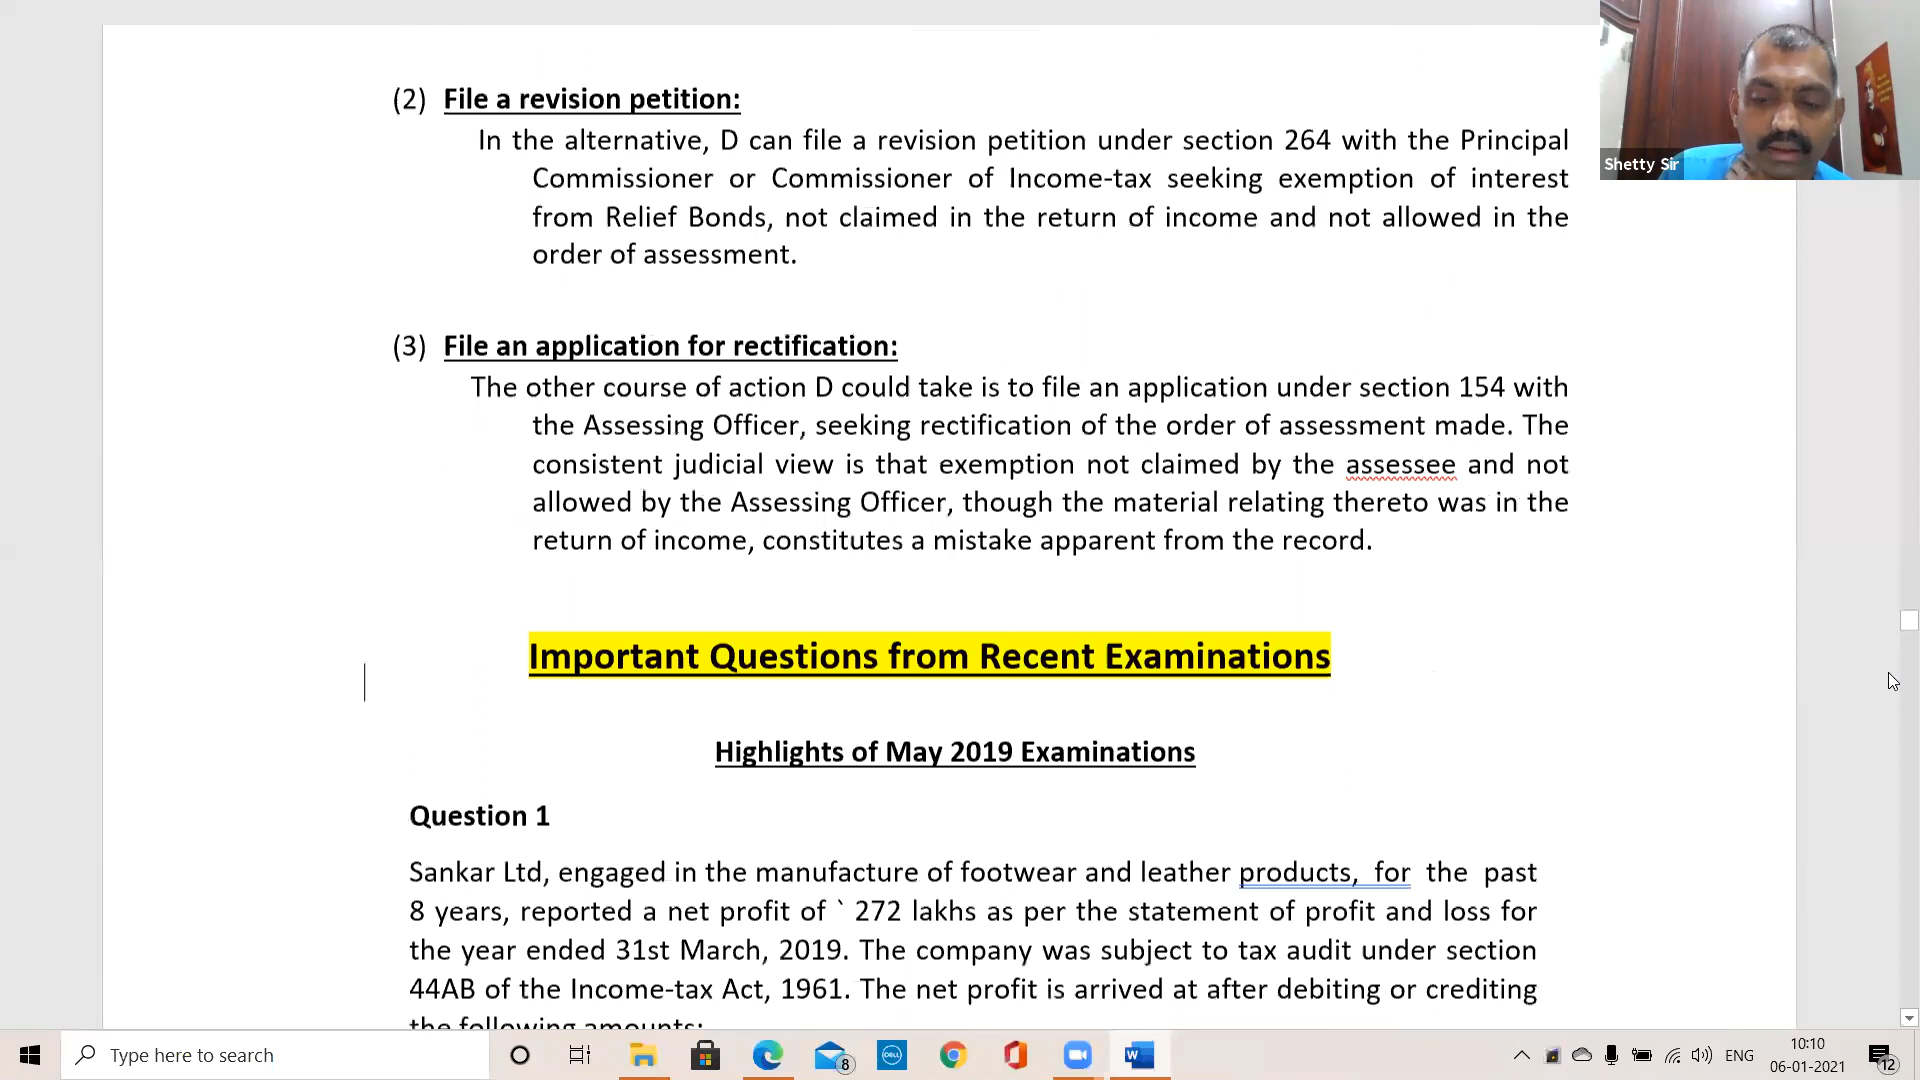 (2) File a revision petition:
In the alternative, D can file a revision petition under section 264 with the Principal
Commissioner or Commissioner of Income-tax seeking exemption of interest
from Relief Bonds, not claimed in the return of income and not allowed in the
order of assessment.
Shetty Sir
(3) File an application for rectification:
The other course of action D could take is to file an application under section 154 with
the Assessing Officer, seeking rectification of the order of assessment made. The
consistent judicial view is that exemption not claimed by the assessee and not
allowed by the Assessing Officer, though the material relating thereto was in the
return of income, constitutes a mistake apparent from the record.
Important Questions from Recent Examinations
Highlights of May 2019 Examinations
Question 1
Sankar Ltd, engaged in the manufacture of footwear and leather products, for the past
8 years, reported a net profit of ` 272 lakhs as per the statement of profit and loss for
the year ended 31st March, 2019. The company was subject to tax audit under section
44AB of the Income-tax Act, 1961. The net profit is arrived at after debiting or crediting
the following amounts:
Type here to search
8
DELL
W
ENG
10:10
06-01-2021
12